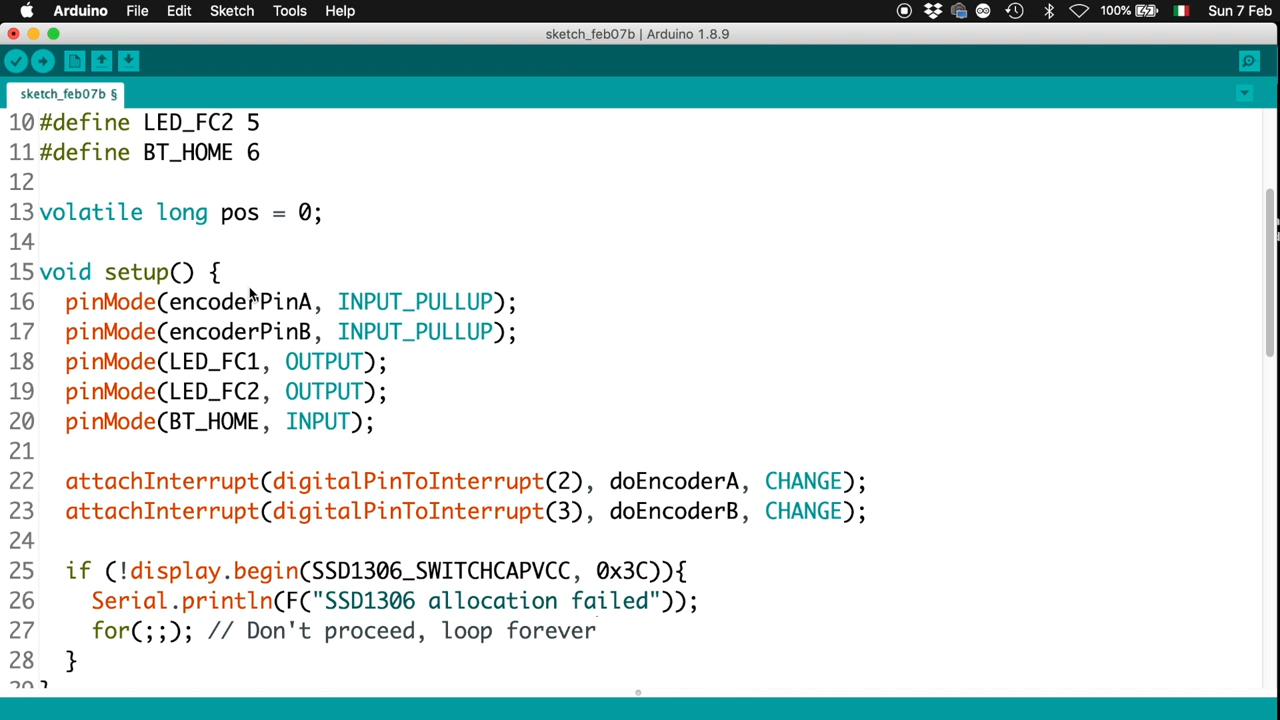 Arduino File Edit Sketch Tools Help 100% Sun 7 Feb
sketch_feb07b | Arduino 1.8.9
sketch_feb07b §
10 #define LED_FC2 5
11 #define BT_HOME 6
12
13 volatile long pos = 0;
14
15 void setup() {
16 pinMode(encoderPinA, INPUT_PULLUP);
17 pinMode(encoderPinB, INPUT_PULLUP);
18 pinMode(LED_FC1, OUTPUT);
19 pinMode(LED_FC2, OUTPUT);
20 pinMode(BT_HOME, INPUT);
21
22 attachInterrupt(digitalPinToInterrupt(2), doEncoderA, CHANGE);
23 attachInterrupt(digitalPinToInterrupt(3), doEncoderB, CHANGE);
24
25 if (!display.begin(SSD1306_SWITCHCAPVCC, 0x3C)){
26 Serial.println(F("SSD1306 allocation failed"));
27 for(;;); // Don't proceed, loop forever
28 }